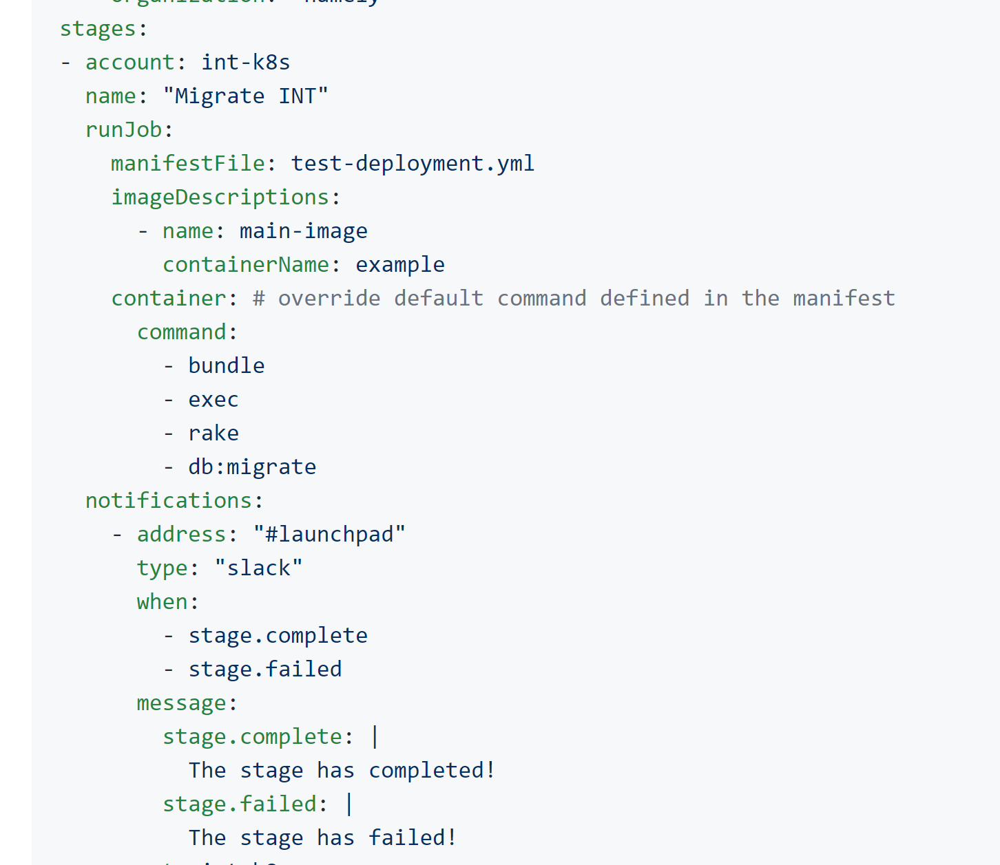 stages:
- account: int-k8s
  name: "Migrate INT"
  runJob:
    manifestFile: test-deployment.yml
    imageDescriptions:
      - name: main-image
        containerName: example
    container: # override default command defined in the manifest
      command:
        - bundle
        - exec
        - rake
        - db:migrate
  notifications:
    - address: "#launchpad"
      type: "slack"
      when:
        - stage.complete
        - stage.failed
      message:
        stage.complete: |
          The stage has completed!
        stage.failed: |
          The stage has failed!